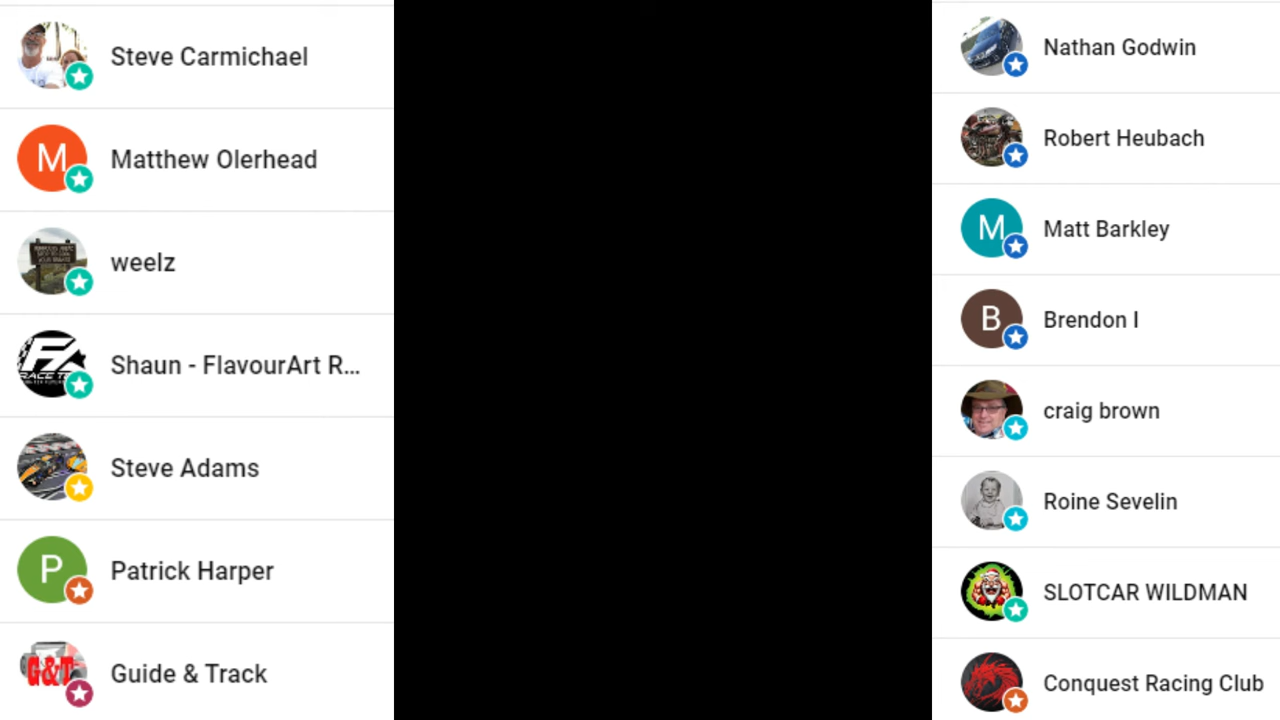 Steve Carmichael
M
Matthew Olerhead
weelz
Shaun - FlavourArt R...
Steve Adams
P
Patrick Harper
G&T
Guide & Track
Nathan Godwin
Robert Heubach
M
Matt Barkley
B
Brendon I
craig brown
Roine Sevelin
SLOTCAR WILDMAN
Conquest Racing Club